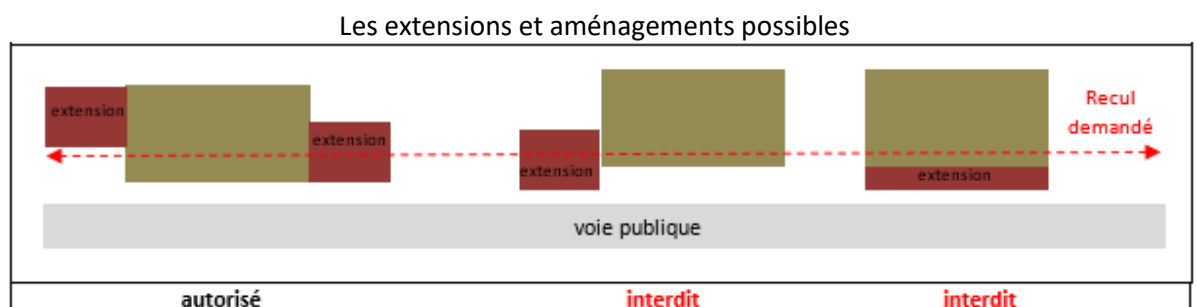 Les extensions et aménagements possibles
extension
extension
extension
extension
Recul
demandé
voie publique
autorisé
interdit
interdit